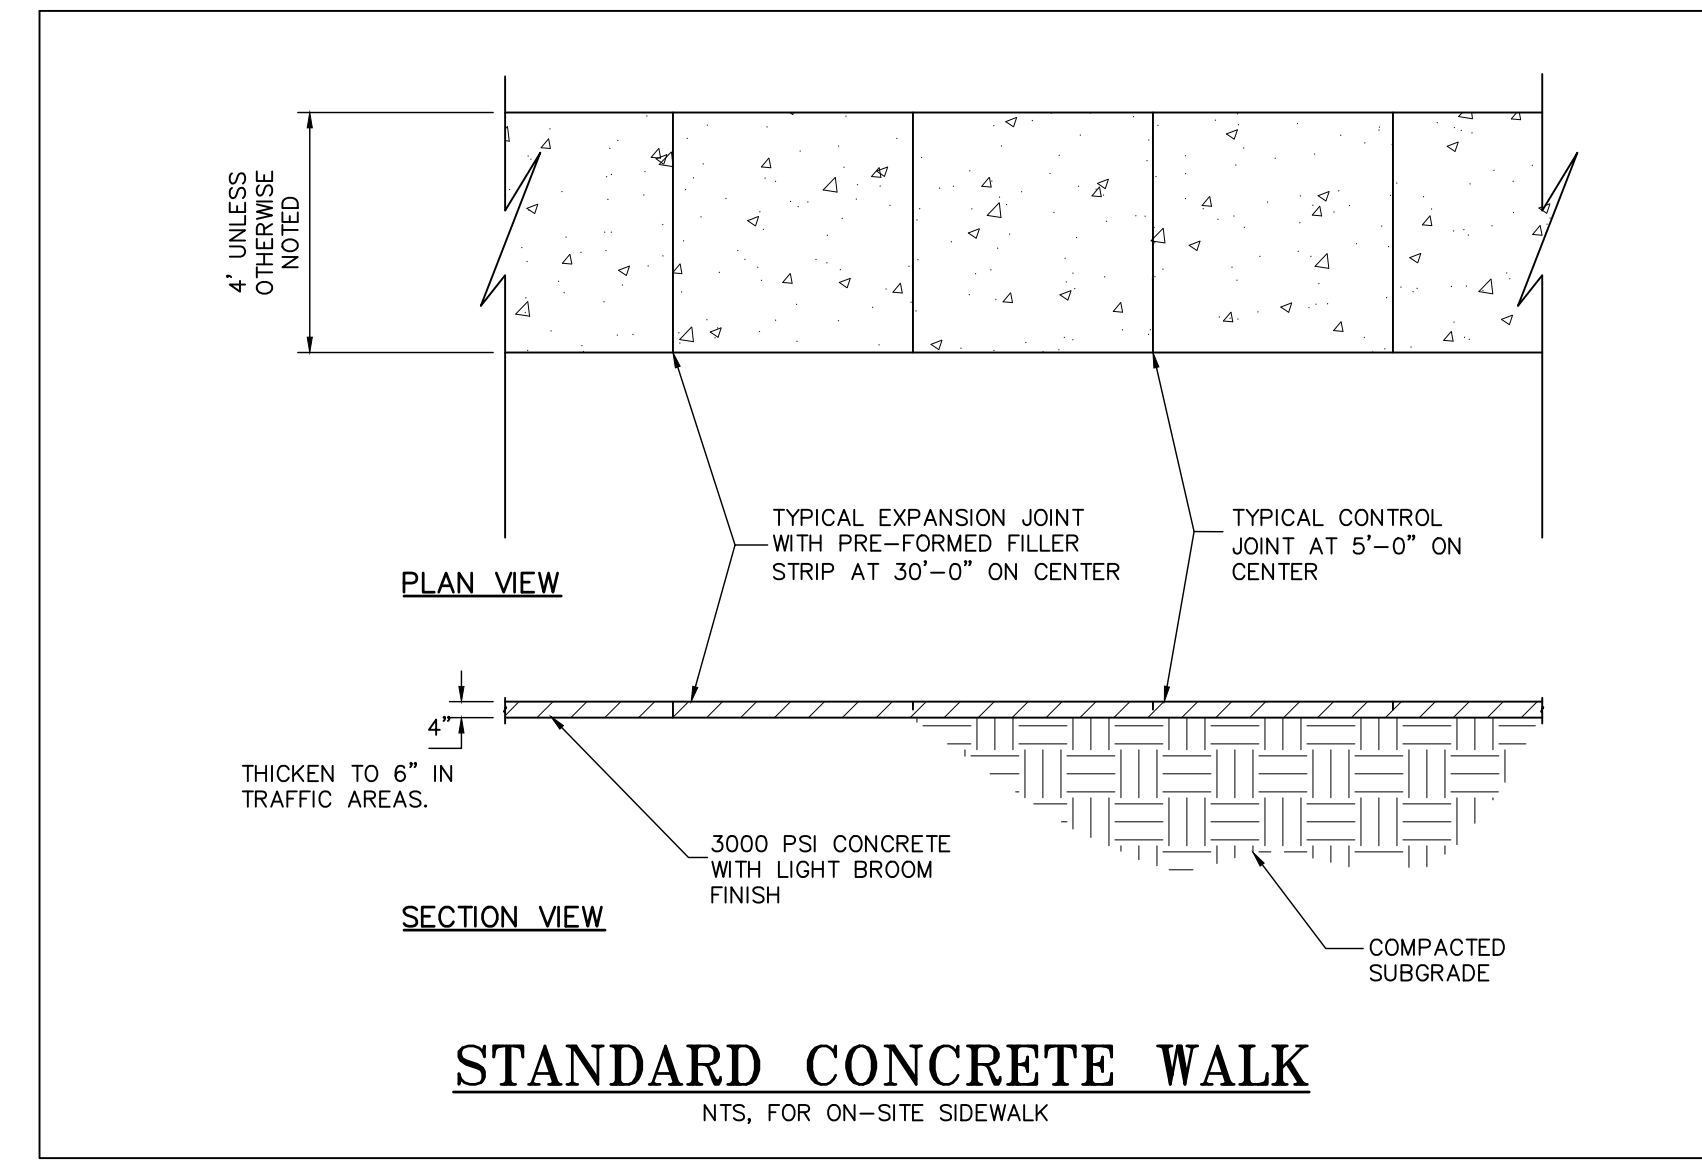 4' UNLESS
OTHERWISE
NOTED
TYPICAL EXPANSION JOINT
WITH PRE-FORMED FILLER
STRIP AT 30'-0" ON CENTER
TYPICAL CONTROL
JOINT AT 5'-0" ON
CENTER
PLAN VIEW
4"
THICKEN TO 6" IN
TRAFFIC AREAS.
3000 PSI CONCRETE
WITH LIGHT BROOM
FINISH
SECTION VIEW
COMPACTED
SUBGRADE
STANDARD CONCRETE WALK
NTS, FOR ON-SITE SIDEWALK